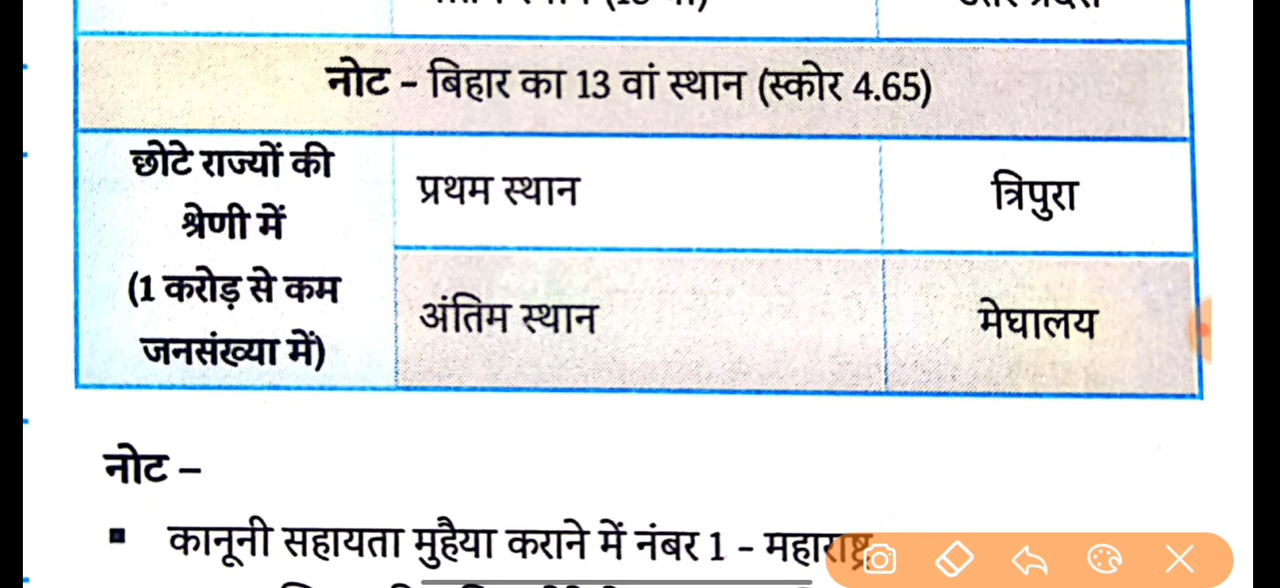 नोट – बिहार का 13 वां स्थान (स्कोर 4.65)
छोटे राज्यों की
श्रेणी में
(1 करोड़ से कम
जनसंख्या में)
प्रथम स्थान
त्रिपुरा
अंतिम स्थान
मेघालय
नोट –
▪ कानूनी सहायता मुहैया कराने में नंबर 1 - महाराष्ट्र